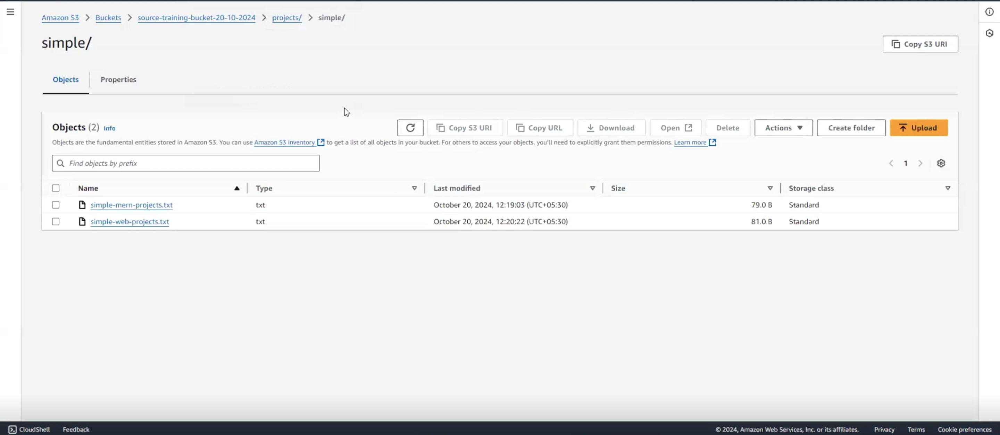 Amazon S3 > Buckets > source-training-bucket-20-10-2024 > projects/ > simple/
simple/
Copy S3 URI
Objects Properties
Objects (2) Info
Copy S3 URI Copy URL Download Open Delete Actions Create folder Upload
Objects are the fundamental entities stored in Amazon S3. You can use Amazon S3 inventory to get a list of all objects in your bucket. For others to access your objects, you'll need to explicitly grant them permissions. Learn more
Find objects by prefix
1
Name Type Last modified Size Storage class
simple-mern-projects.txt txt October 20, 2024, 12:19:03 (UTC+05:30) 79.0 B Standard
simple-web-projects.txt txt October 20, 2024, 12:20:22 (UTC+05:30) 81.0 B Standard
CloudShell Feedback © 2024, Amazon Web Services, Inc. or its affiliates. Privacy Terms Cookie preferences